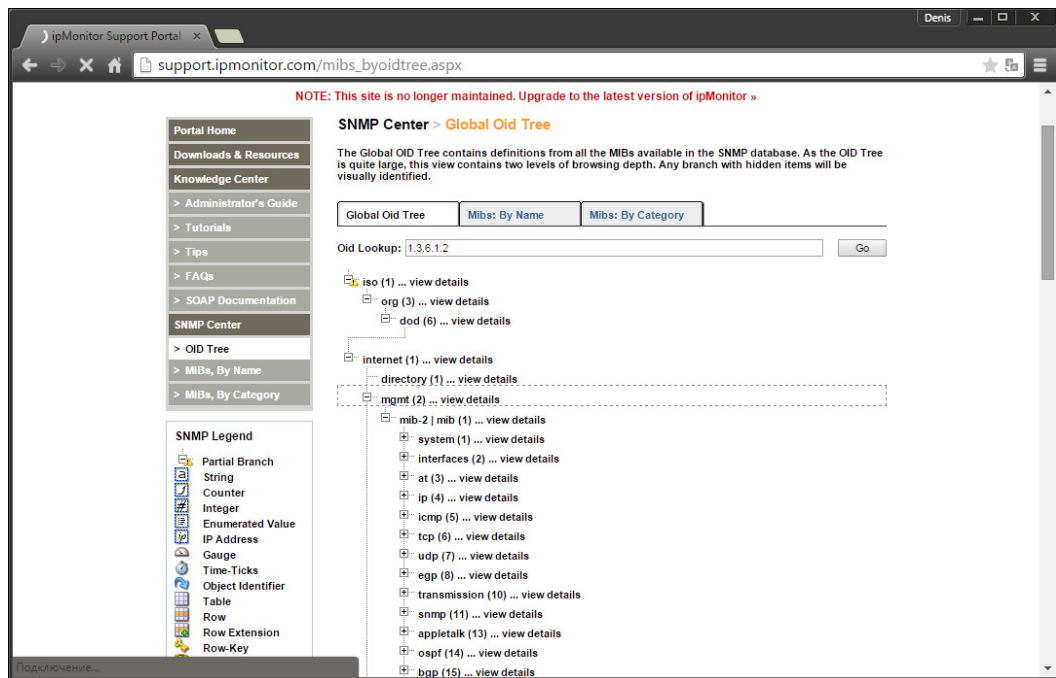 Denis
ipMonitor Support Portal
support.ipmonitor.com/mibs_byoidtree.aspx
NOTE: This site is no longer maintained. Upgrade to the latest version of ipMonitor »
Portal Home
Downloads & Resources
Knowledge Center
> Administrator's Guide
> Tutorials
> Tips
> FAQs
> SOAP Documentation
SNMP Center
> OID Tree
> MIBs, By Name
> MIBs, By Category
SNMP Legend
Partial Branch
String
Counter
Integer
Enumerated Value
IP Address
Gauge
Time-Ticks
Object Identifier
Table
Row
Row Extension
Row-Key
SNMP Center > Global Oid Tree
The Global OID Tree contains definitions from all the MIBs available in the SNMP database. As the OID Tree
is quite large, this view contains two levels of browsing depth. Any branch with hidden items will be
visually identified.
Global Oid Tree
Mibs: By Name
Mibs: By Category
Oid Lookup: 1.3.6.1.2 Go
iso (1) ... view details
org (3) ... view details
dod (6) ... view details
internet (1) ... view details
directory (1) ... view details
mgmt (2) ... view details
mib-2 | mib (1) ... view details
system (1) ... view details
interfaces (2) ... view details
at (3) ... view details
ip (4) ... view details
icmp (5) ... view details
tcp (6) ... view details
udp (7) ... view details
egp (8) ... view details
transmission (10) ... view details
snmp (11) ... view details
appletalk (13) ... view details
ospf (14) ... view details
bgp (15) ... view details
Подключение...